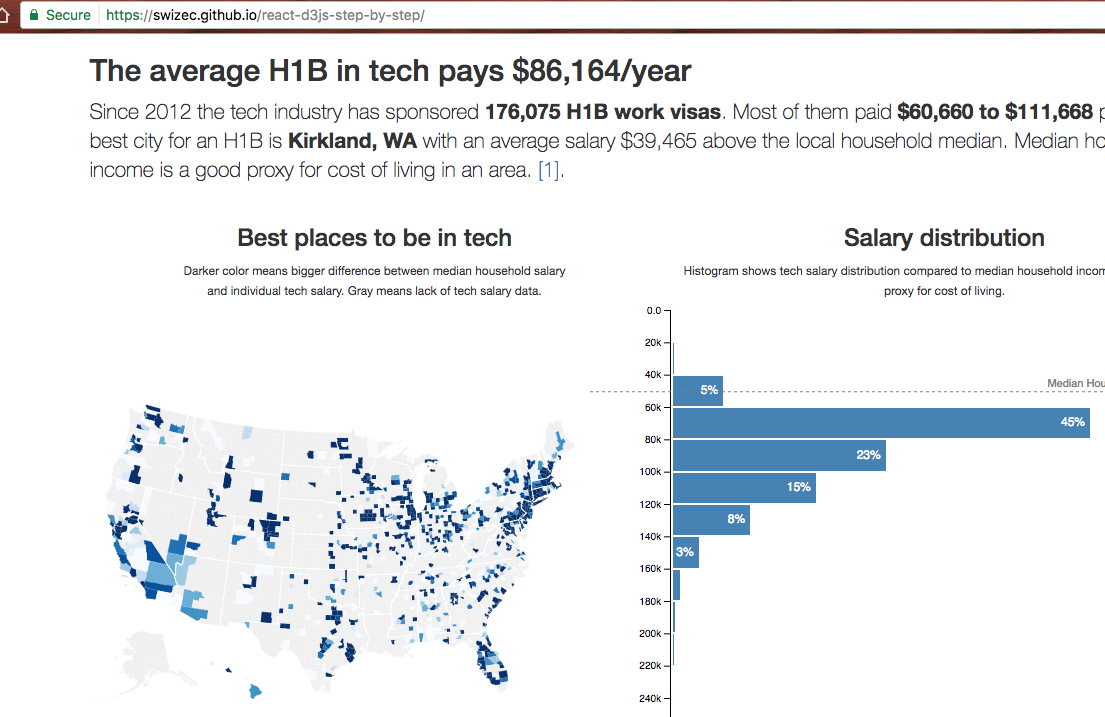 Secure https://swizec.github.io/react-d3js-step-by-step/
The average H1B in tech pays $86,164/year
Since 2012 the tech industry has sponsored 176,075 H1B work visas. Most of them paid $60,660 to $111,668 p
best city for an H1B is Kirkland, WA with an average salary $39,465 above the local household median. Median ho
income is a good proxy for cost of living in an area. [1].
Best places to be in tech
Darker color means bigger difference between median household salary
and individual tech salary. Gray means lack of tech salary data.
Salary distribution
Histogram shows tech salary distribution compared to median household incom
proxy for cost of living.
0.0
20k
40k
Median Hou
5%
60k
45%
80k
23%
100k
15%
120k
8%
140k
3%
160k
180k
200k
220k
240k